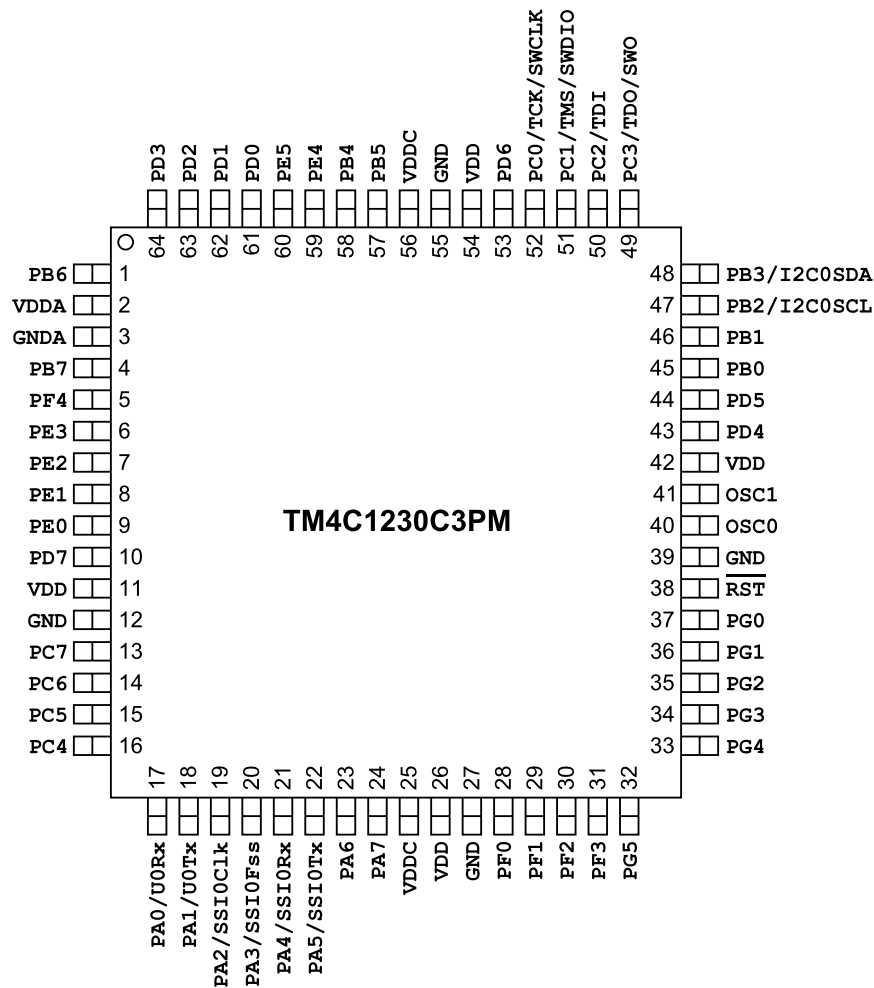 PC0/TCK/SWCLK
PC1/TMS/SWDIO
PC2/TDI
PC3/TDO/SWO
PD3
PD2
PD1
PD0
PE5
PE4
PB4
PB5
VDDC
GND
VDD
PD6
64
63
62
61
60
59
58
57
56
55
54
53
52
51
50
49
PB6 1
VDDA 2
GNDA 3
PB7 4
PF4 5
PE3 6
PE2 7
PE1 8
PE0 9
PD7 10
VDD 11
GND 12
PC7 13
PC6 14
PC5 15
PC4 16
TM4C1230C3PM
48 PB3/I2C0SDA
47 PB2/I2C0SCL
46 PB1
45 PB0
44 PD5
43 PD4
42 VDD
41 OSC1
40 OSC0
39 GND
38 RST
37 PG0
36 PG1
35 PG2
34 PG3
33 PG4
17
18
19
20
21
22
23
24
25
26
27
28
29
30
31
32
PA0/U0Rx
PA1/U0Tx
PA2/SSI0Clk
PA3/SSI0Fss
PA4/SSI0Rx
PA5/SSI0Tx
PA6
PA7
VDDC
VDD
GND
PF0
PF1
PF2
PF3
PG5